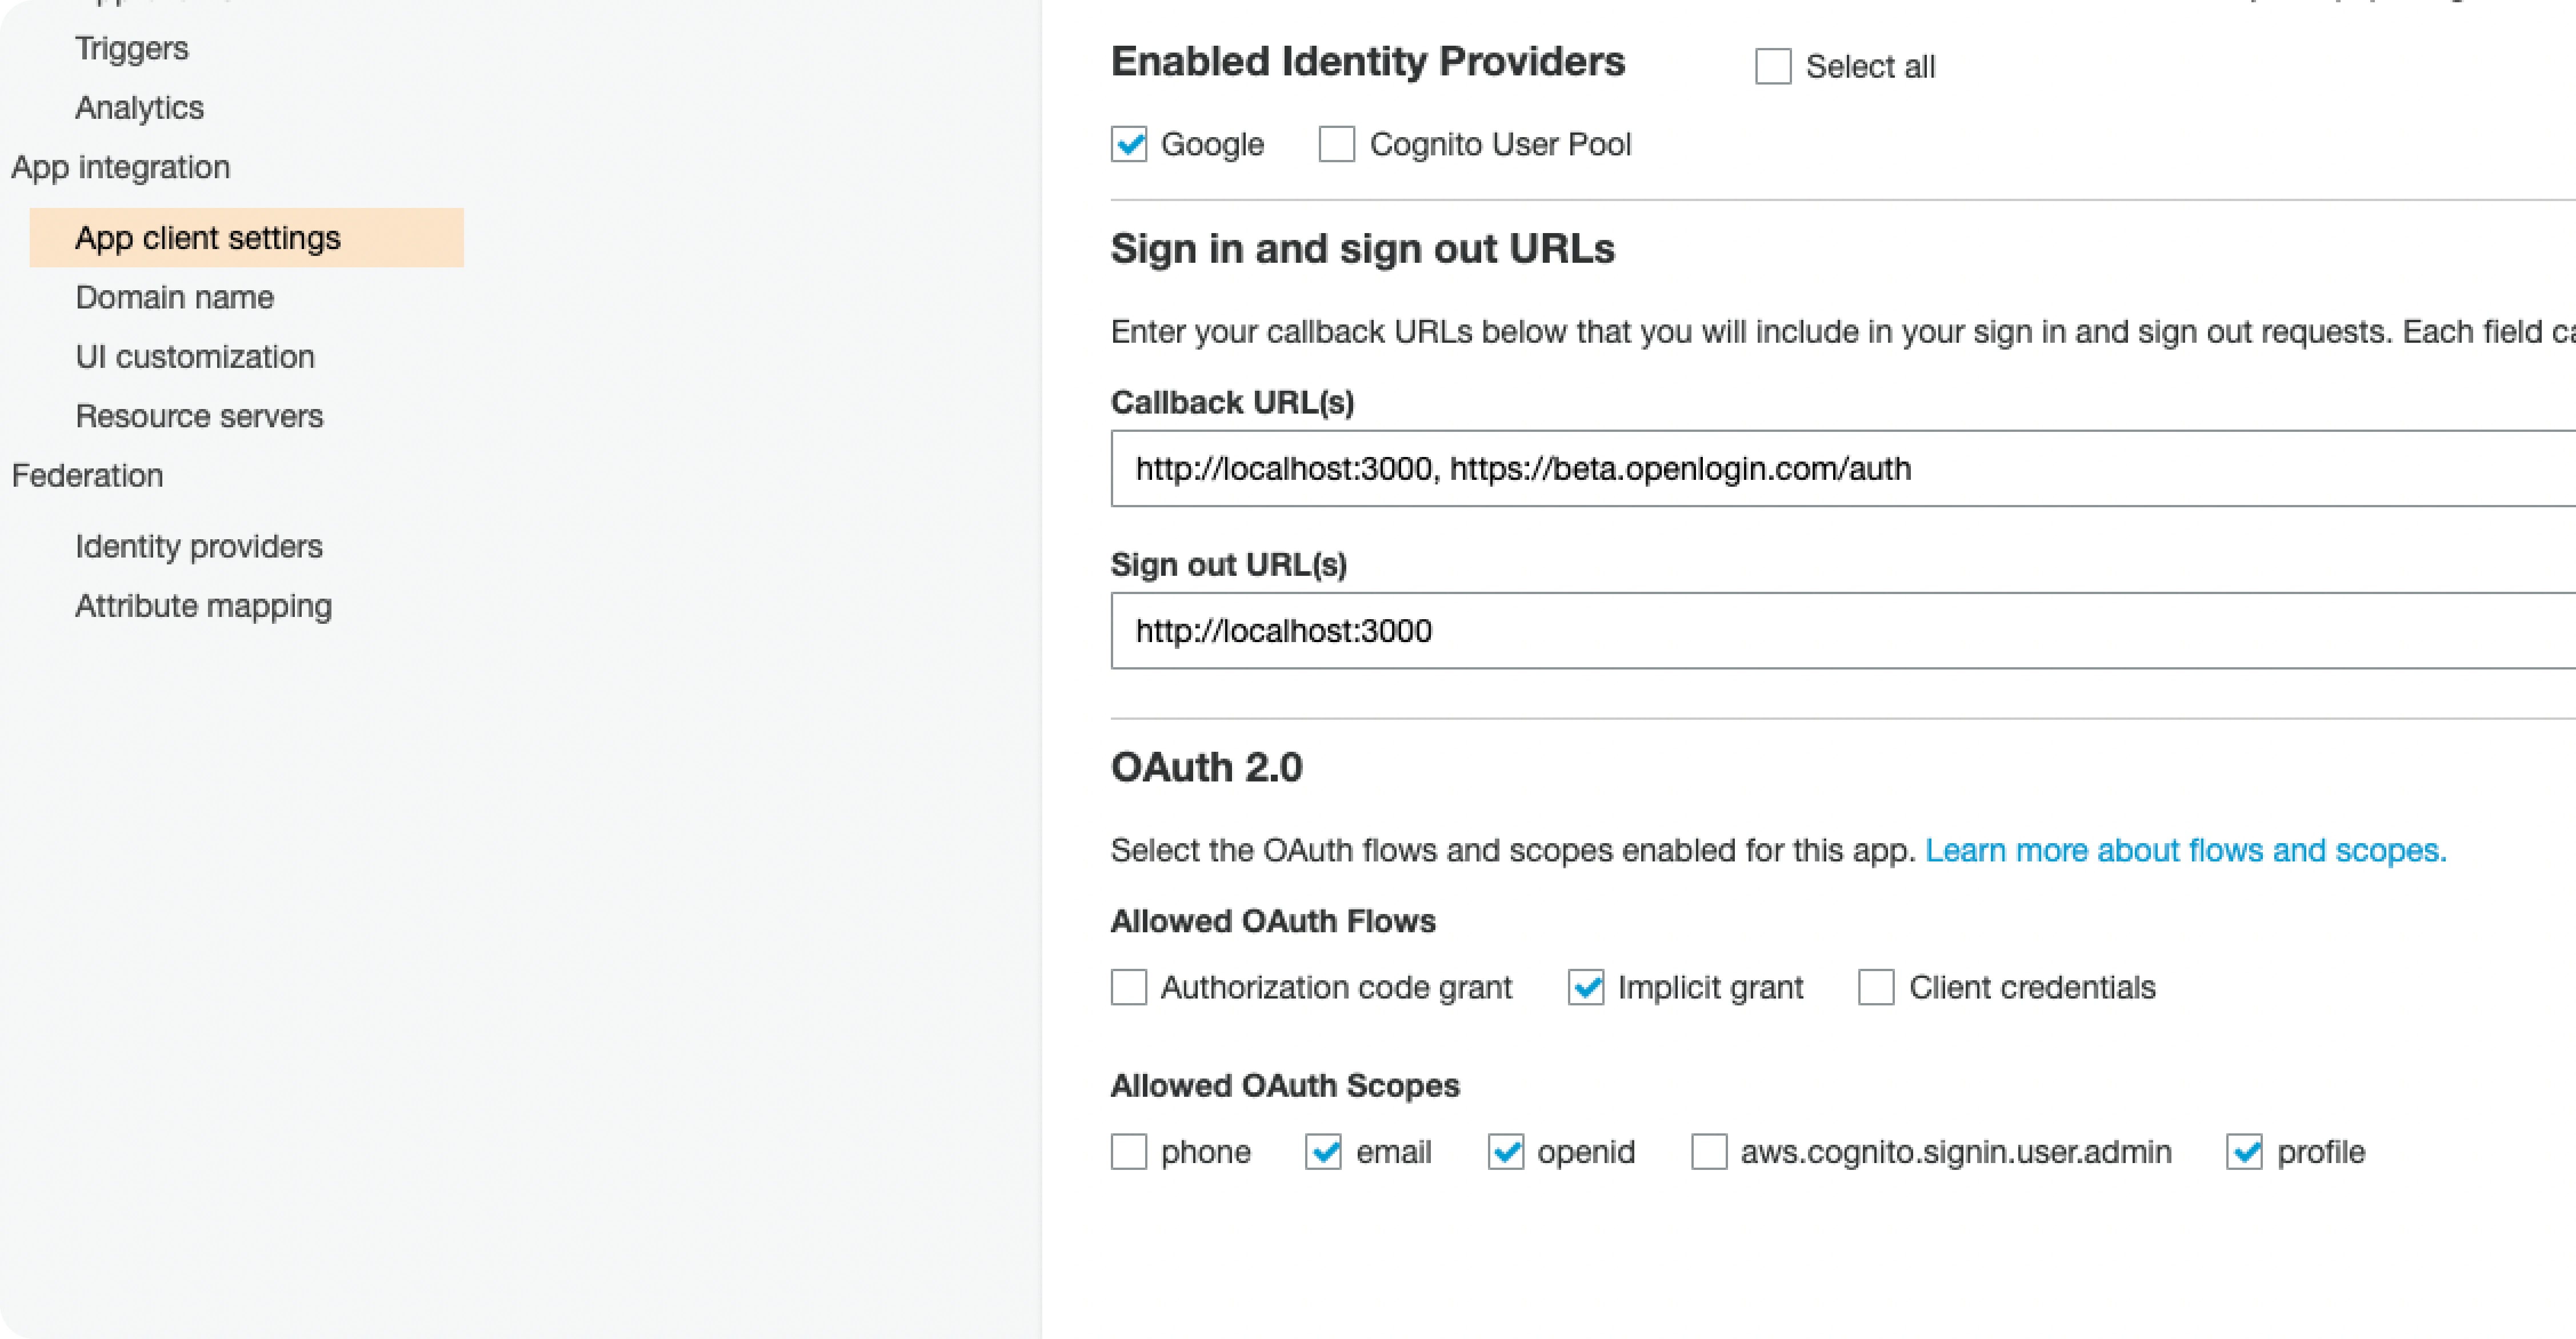 Triggers
Analytics
App integration
App client settings
Domain name
UI customization
Resource servers
Federation
Identity providers
Attribute mapping
Enabled Identity Providers
Select all
Google
Cognito User Pool
Sign in and sign out URLs
Enter your callback URLs below that you will include in your sign in and sign out requests. Each field
Callback URL(s)
http://localhost:3000, https://beta.openlogin.com/auth
Sign out URL(s)
http://localhost:3000
OAuth 2.0
Select the OAuth flows and scopes enabled for this app. Learn more about flows and scopes.
Allowed OAuth Flows
Authorization code grant
Implicit grant
Client credentials
Allowed OAuth Scopes
phone
email
openid
aws.cognito.signin.user.admin
profile